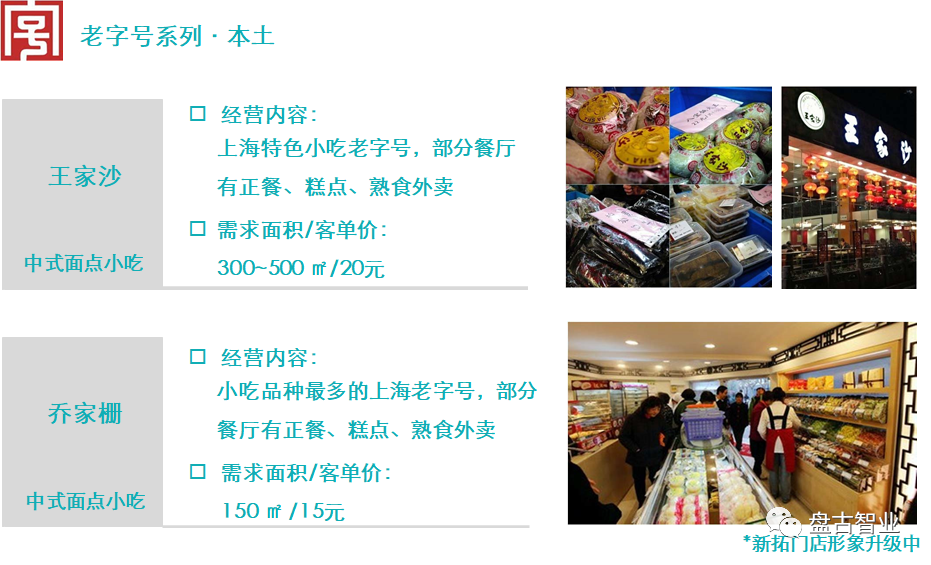 老字号系列·本土
王家沙
中式面点小吃
经营内容：
上海特色小吃老字号，部分餐厅
有正餐、糕点、熟食外卖
需求面积/客单价：
300~500 ㎡/20元
王家沙
王家沙
乔家栅
中式面点小吃
经营内容：
小吃品种最多的上海老字号，部分
餐厅有正餐、糕点、熟食外卖
需求面积/客单价：
150 ㎡ /15元
盘古智业
*新拓门店形象升级中